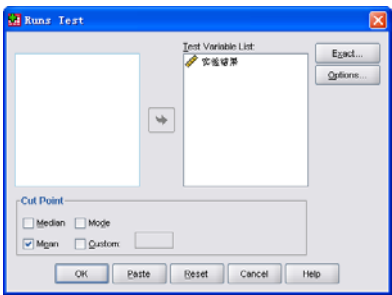 Runs Test
Test Variable List:
实验结果
Exact...
Options...
Cut Point
Median
Mode
Mean
Custom:
OK
Paste
Reset
Cancel
Help